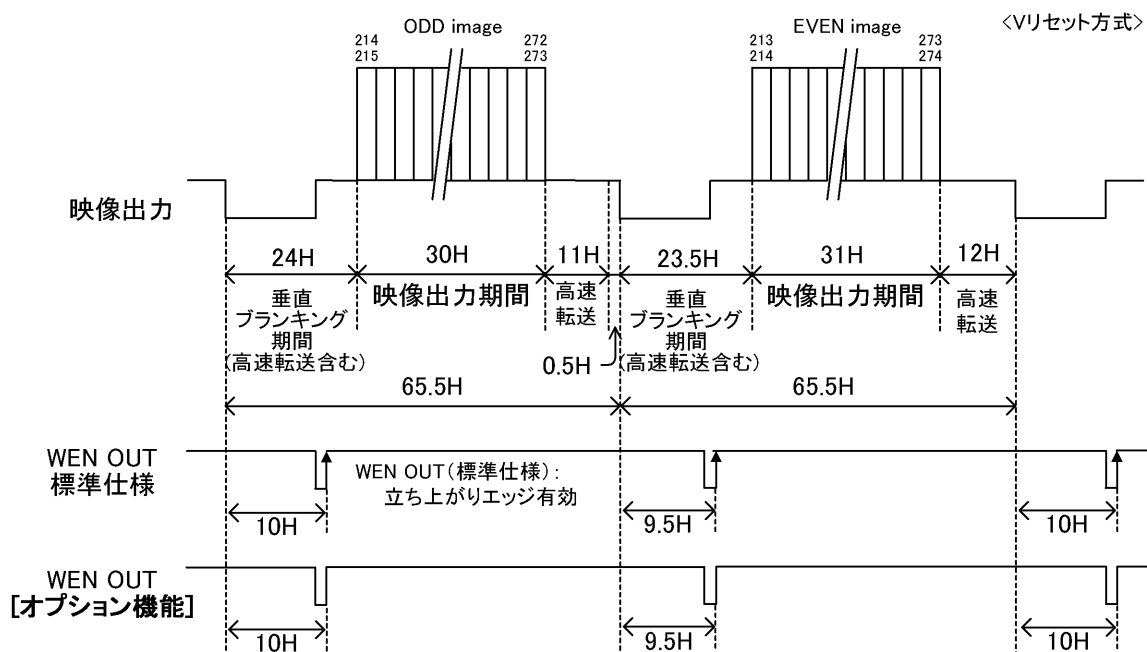 ODD image
EVEN image
〈Vリセット方式〉
214
215
272
273
213
214
273
274
映像出力
24H
30H
11H
23.5H
31H
12H
垂直
ブランキング
期間
(高速転送含む)
映像出力期間
高速
転送
0.5H
垂直
ブランキング
期間
(高速転送含む)
映像出力期間
高速
転送
65.5H
65.5H
WEN OUT
標準仕様
WEN OUT(標準仕様):
立ち上がりエッジ有効
10H
9.5H
10H
WEN OUT
[オプション機能]
10H
9.5H
10H